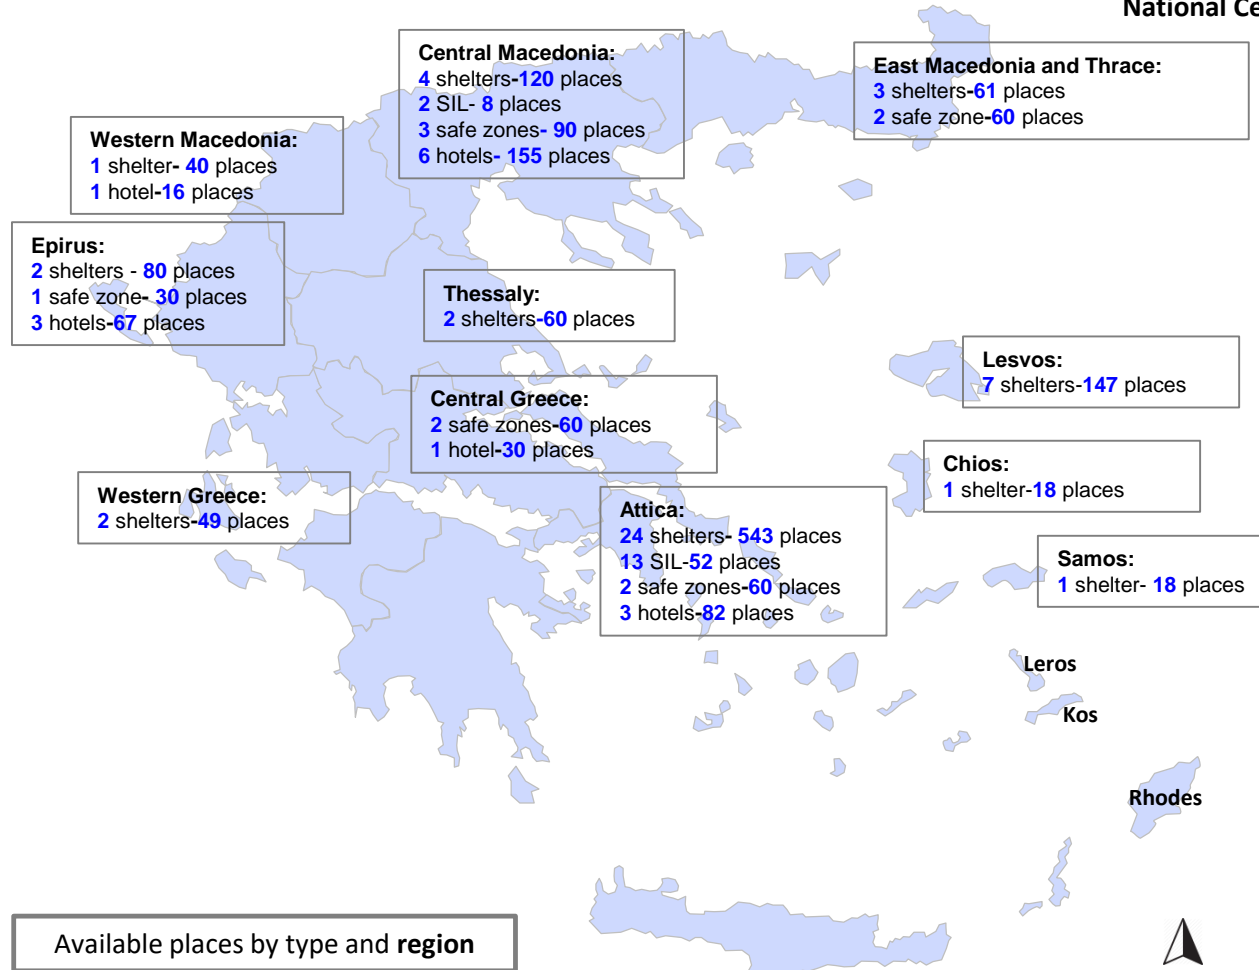 National Ce
Central Macedonia:
4 shelters-120 places
2 SIL- 8 places
3 safe zones- 90 places
6 hotels- 155 places
East Macedonia and Thrace:
3 shelters-61 places
2 safe zone-60 places
Western Macedonia:
1 shelter- 40 places
1 hotel-16 places
Epirus:
2 shelters - 80 places
1 safe zone- 30 places
3 hotels-67 places
Thessaly:
2 shelters-60 places
Lesvos:
7 shelters-147 places
Central Greece:
2 safe zones-60 places
1 hotel-30 places
Chios:
1 shelter-18 places
Western Greece:
2 shelters-49 places
Attica:
24 shelters- 543 places
13 SIL-52 places
2 safe zones-60 places
3 hotels-82 places
Samos:
1 shelter- 18 places
Leros
Kos
Rhodes
Available places by type and region